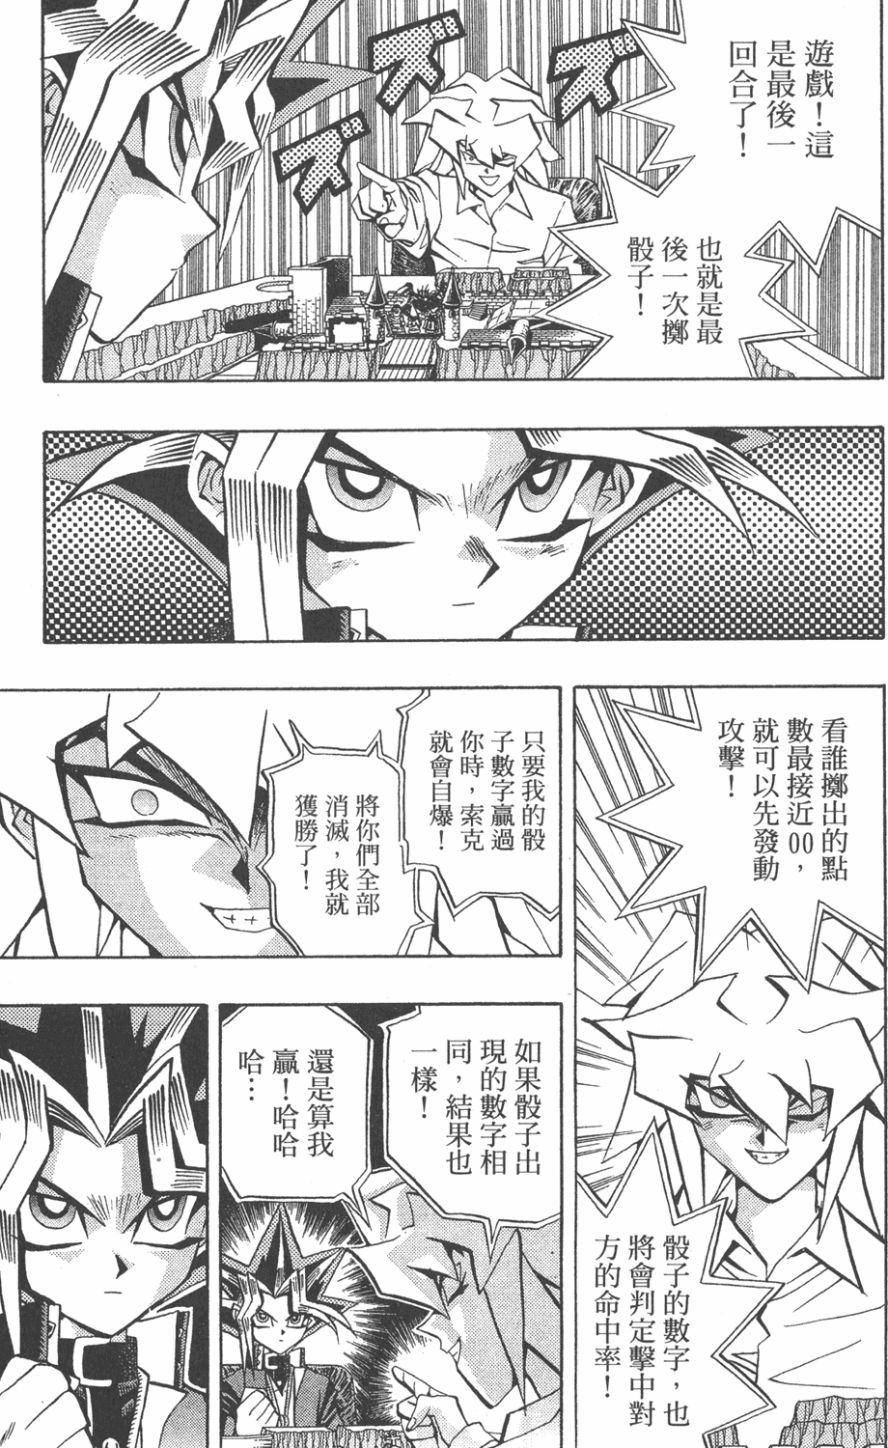 遊戲！這
是最後一
回合了！
也就是最
後一次擲
骰子！
ズ
ズ
ズ
看誰擲出的點
數最接近00，
就可以先發動
攻擊！
骰子的數字，也
將會判定擊中對
方的命中率！
只要我的骰
子數字贏過
你時，索克
就會自爆！
將你們全部
消滅，我就
獲勝了！
如果骰子出
現的數字相
同，結果也
一樣！
還是算我
贏！哈哈
哈…